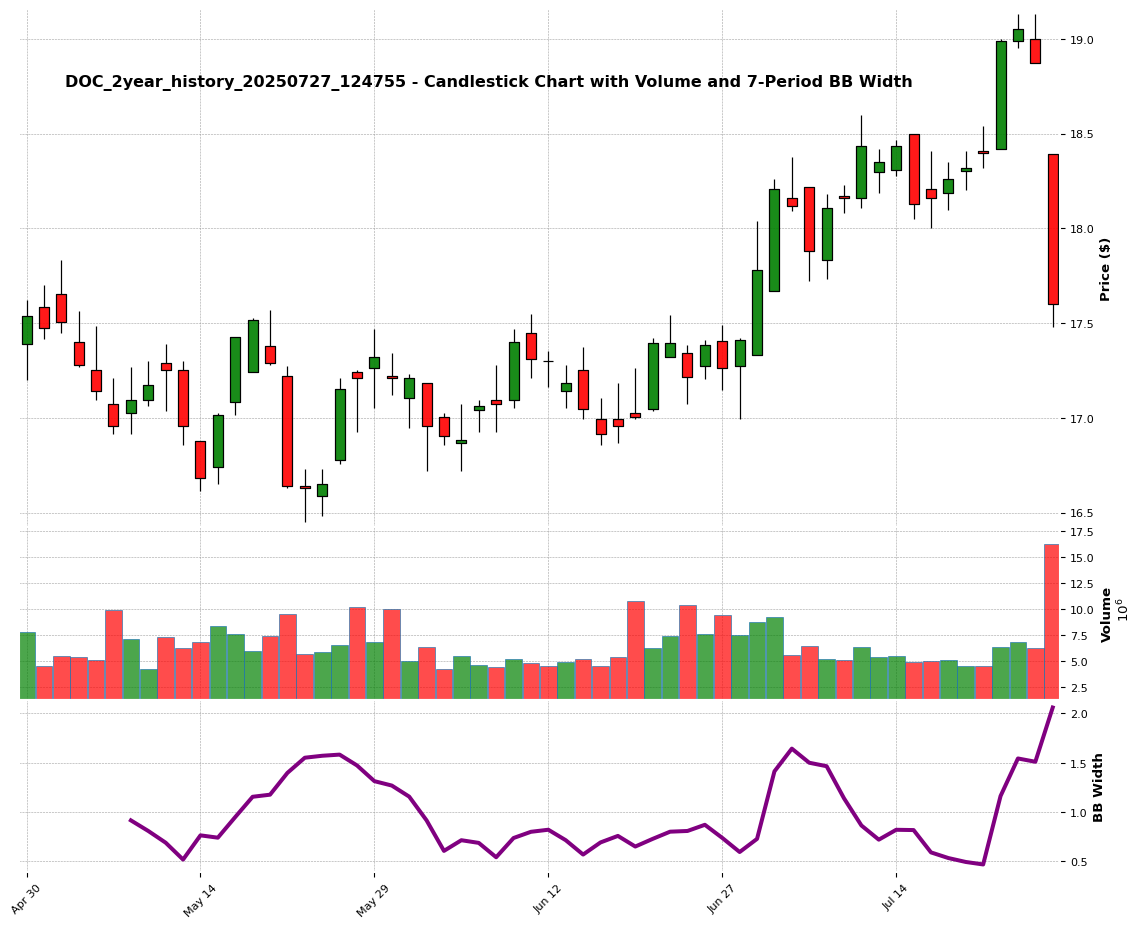 DOC_2year_history_20250727_124755 - Candlestick Chart with Volume and 7-Period BB Width
19.0
18.5
18.0
17.5
17.0
16.5
Price ($)
17.5
15.0
12.5
10.0
7.5
5.0
2.5
Volume
10^6
2.0
1.5
1.0
0.5
BB Width
Apr 30
May 14
May 29
Jun 12
Jun 27
Jul 14